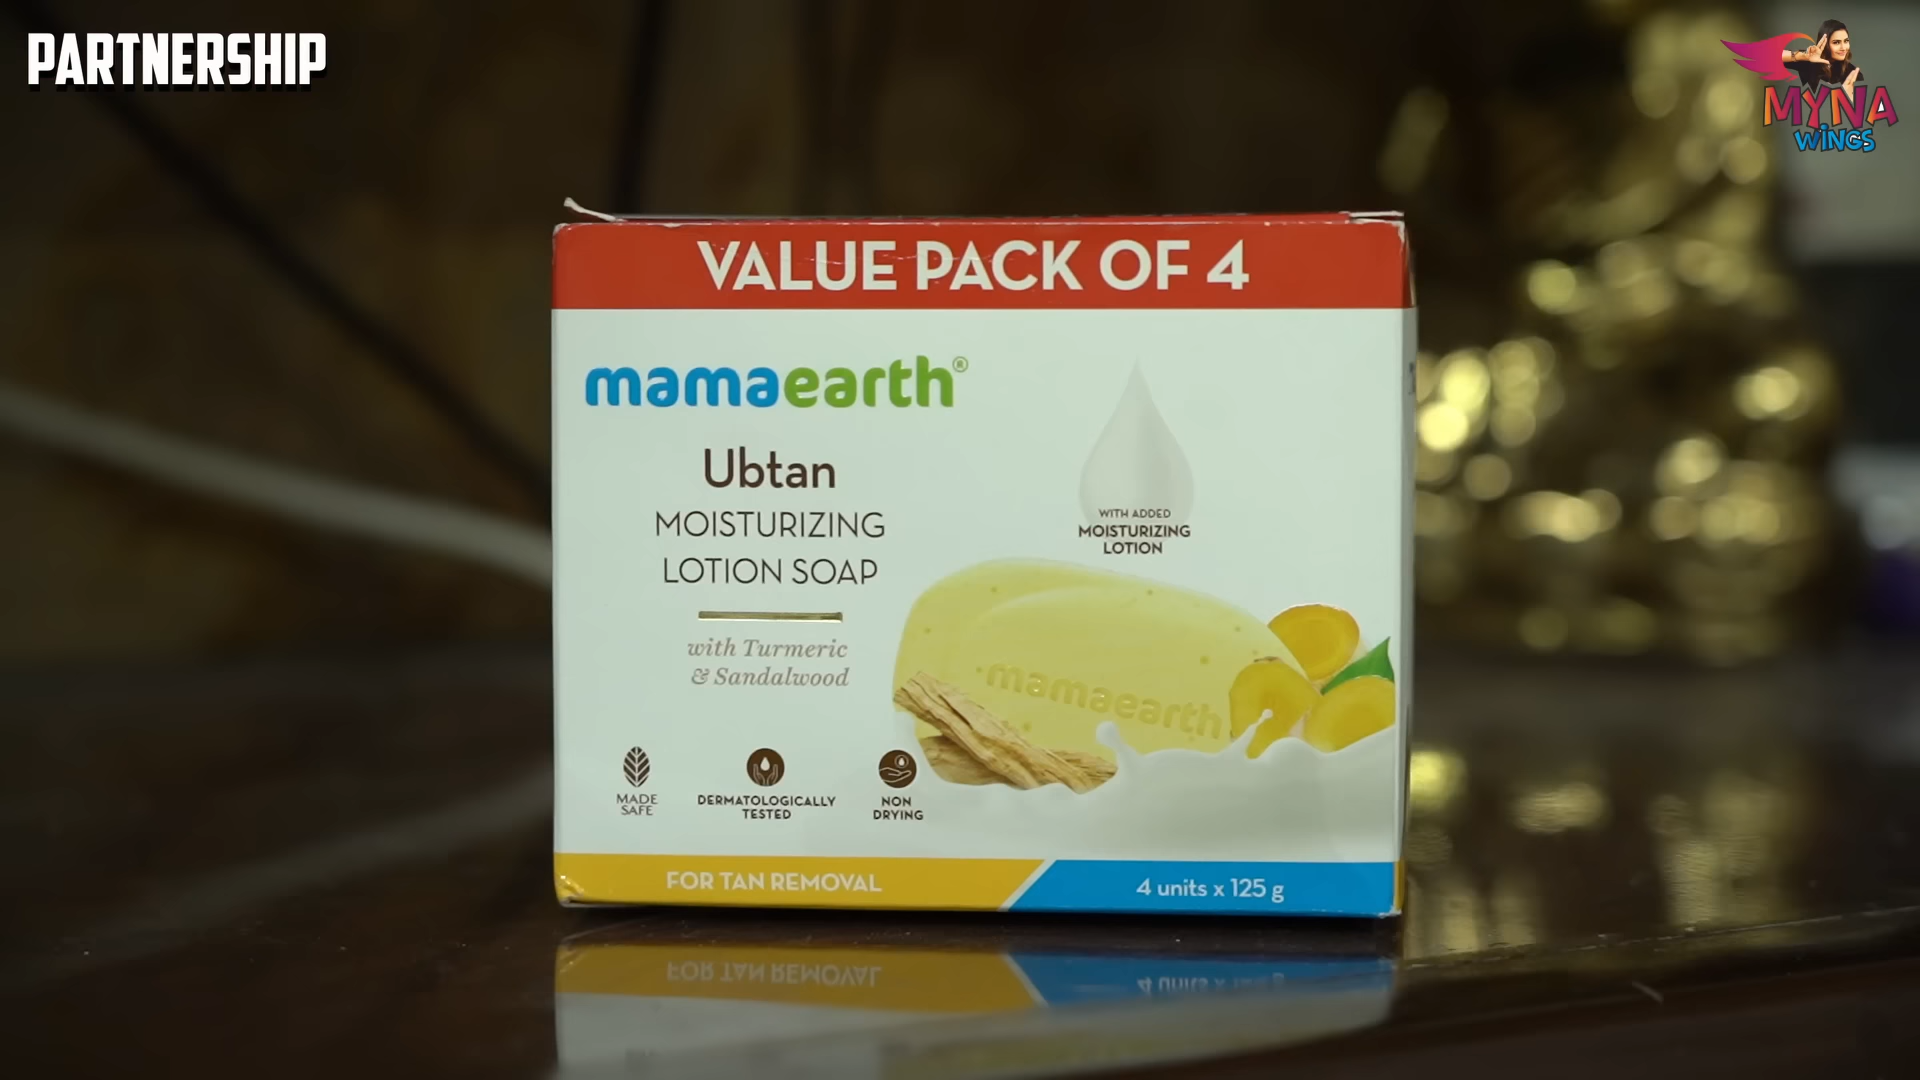 PARTNERSHIP
MYNA
WINGS
VALUE PACK OF 4
mamaearth®
Ubtan
MOISTURIZING
LOTION SOAP
with Turmeric
& Sandalwood
WITH ADDED
MOISTURIZING
LOTION
mamaearth
MADE
SAFE
DERMATOLOGICALLY
TESTED
NON
DRYING
FOR TAN REMOVAL
4 units x 125 g